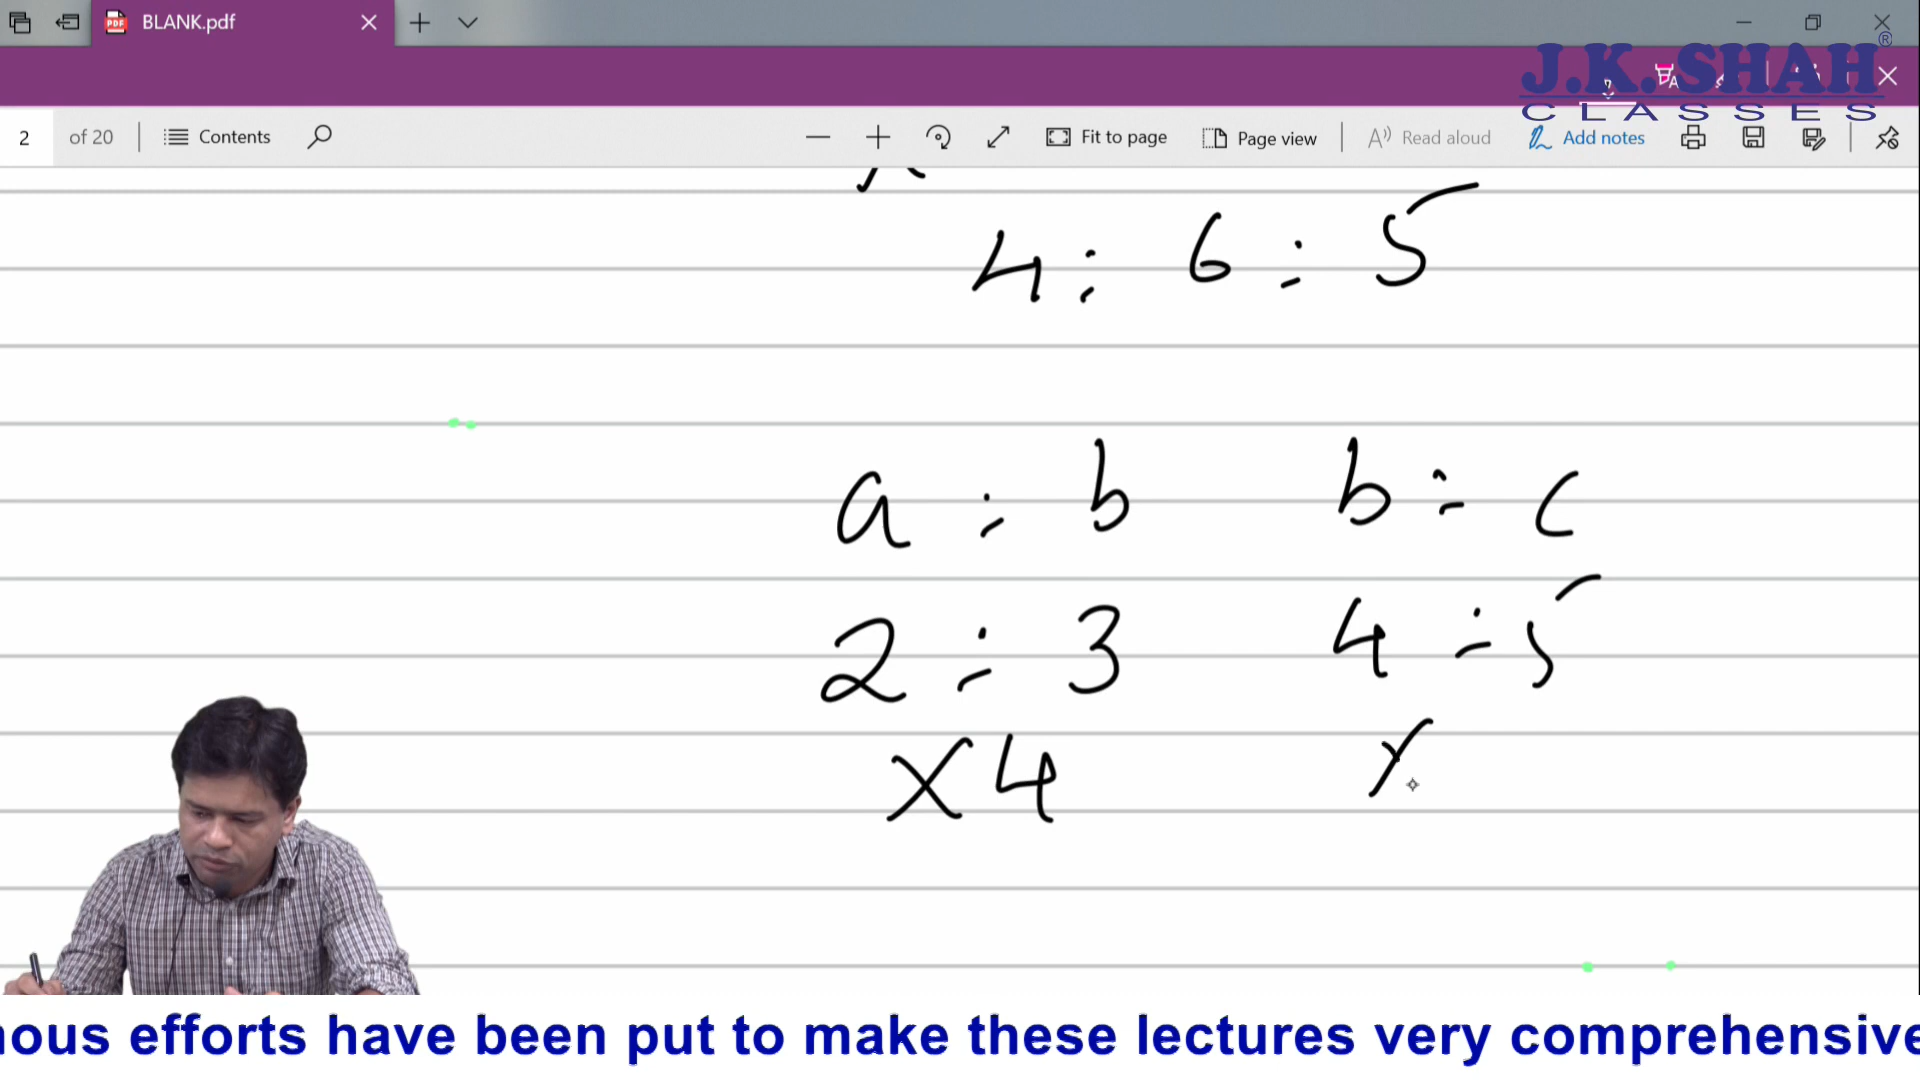 BLANK.pdf
J.K.SHAH®
CLASSES
2 of 20 Contents Fit to page Page view Read aloud Add notes
4 : 6 : 5
a : b b : c
2 : 3 4 : 5
x4 x
efforts have been put to make these lectures very comprehensive